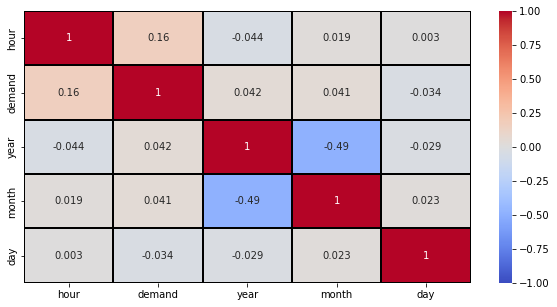 hour 1 0.16 -0.044 0.019 0.003
demand 0.16 1 0.042 0.041 -0.034
year -0.044 0.042 1 -0.49 -0.029
month 0.019 0.041 -0.49 1 0.023
day 0.003 -0.034 -0.029 0.023 1
hour demand year month day
1.00
0.75
0.50
0.25
0.00
−0.25
−0.50
−0.75
−1.00